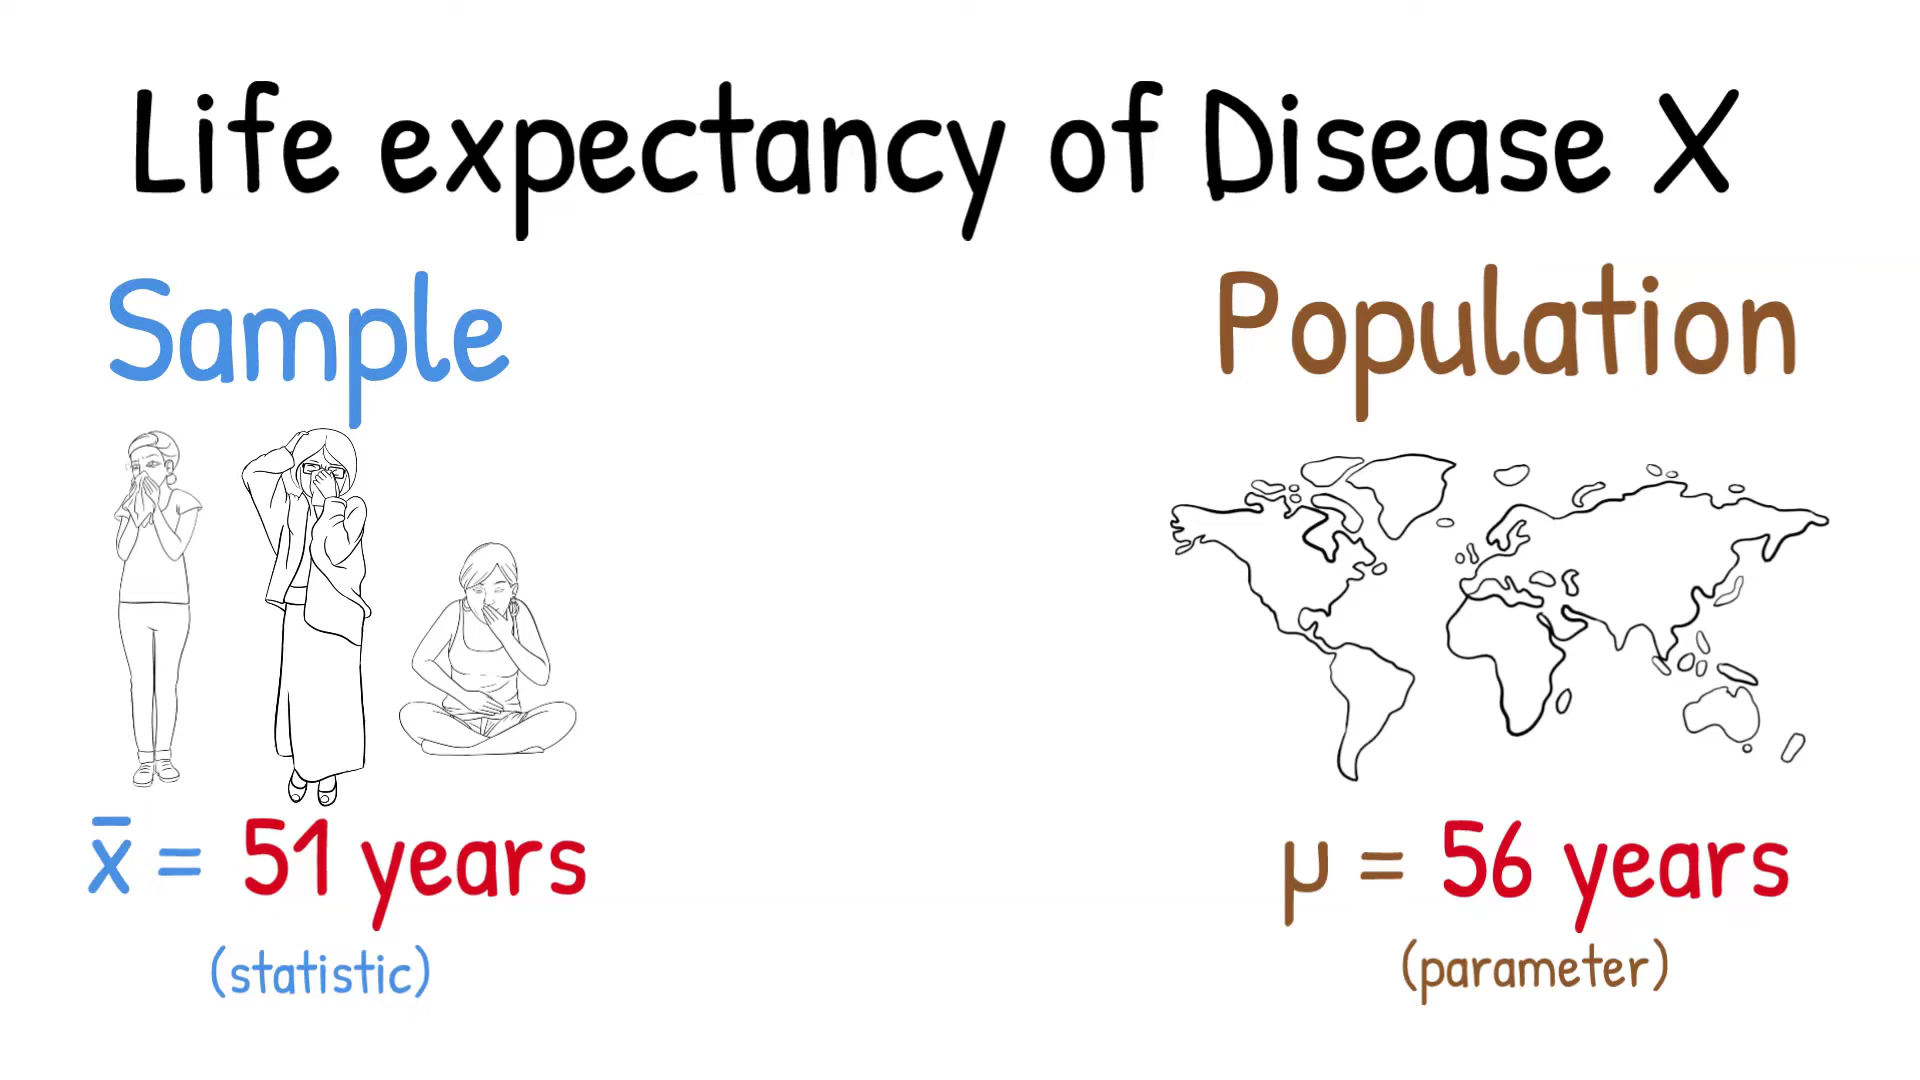 Life expectancy of Disease X
Sample
Population
x̄ = 51 years
(statistic)
μ = 56 years
(parameter)